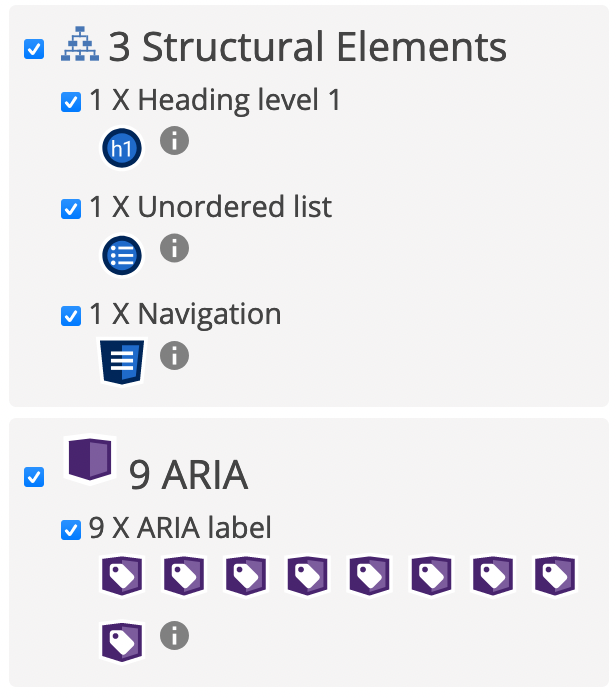 3 Structural Elements
1 X Heading level 1
h1
1 X Unordered list
1 X Navigation
9 ARIA
9 X ARIA label